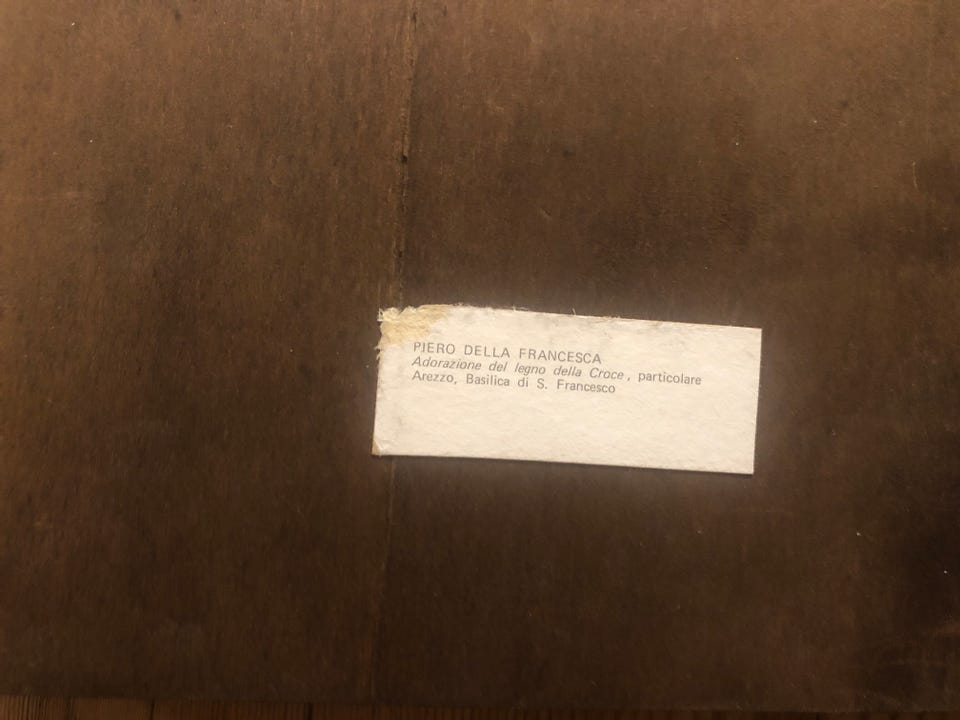 PIERO DELLA FRANCESCA
Adorazione del legno della Croce, particolare
Arezzo, Basilica di S. Francesco